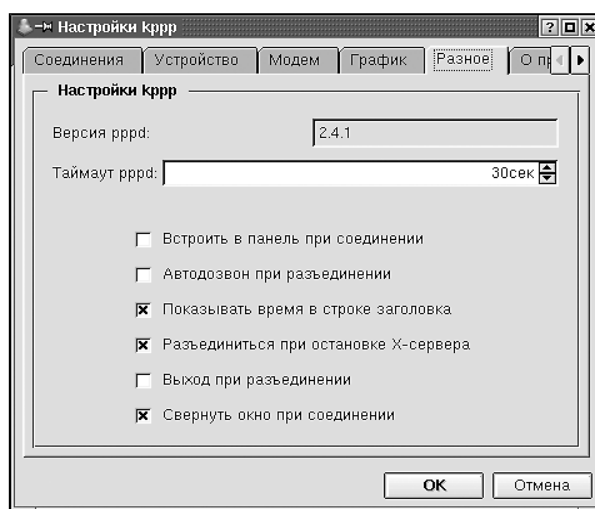 Настройки kppp
Соединения Устройство Модем График Разное О пр
Настройки kppp
Версия pppd: 2.4.1
Таймаут pppd: 30сек
Встроить в панель при соединении
Автодозвон при разъединении
Показывать время в строке заголовка
Разъединиться при остановке X-сервера
Выход при разъединении
Свернуть окно при соединении
OK Отмена